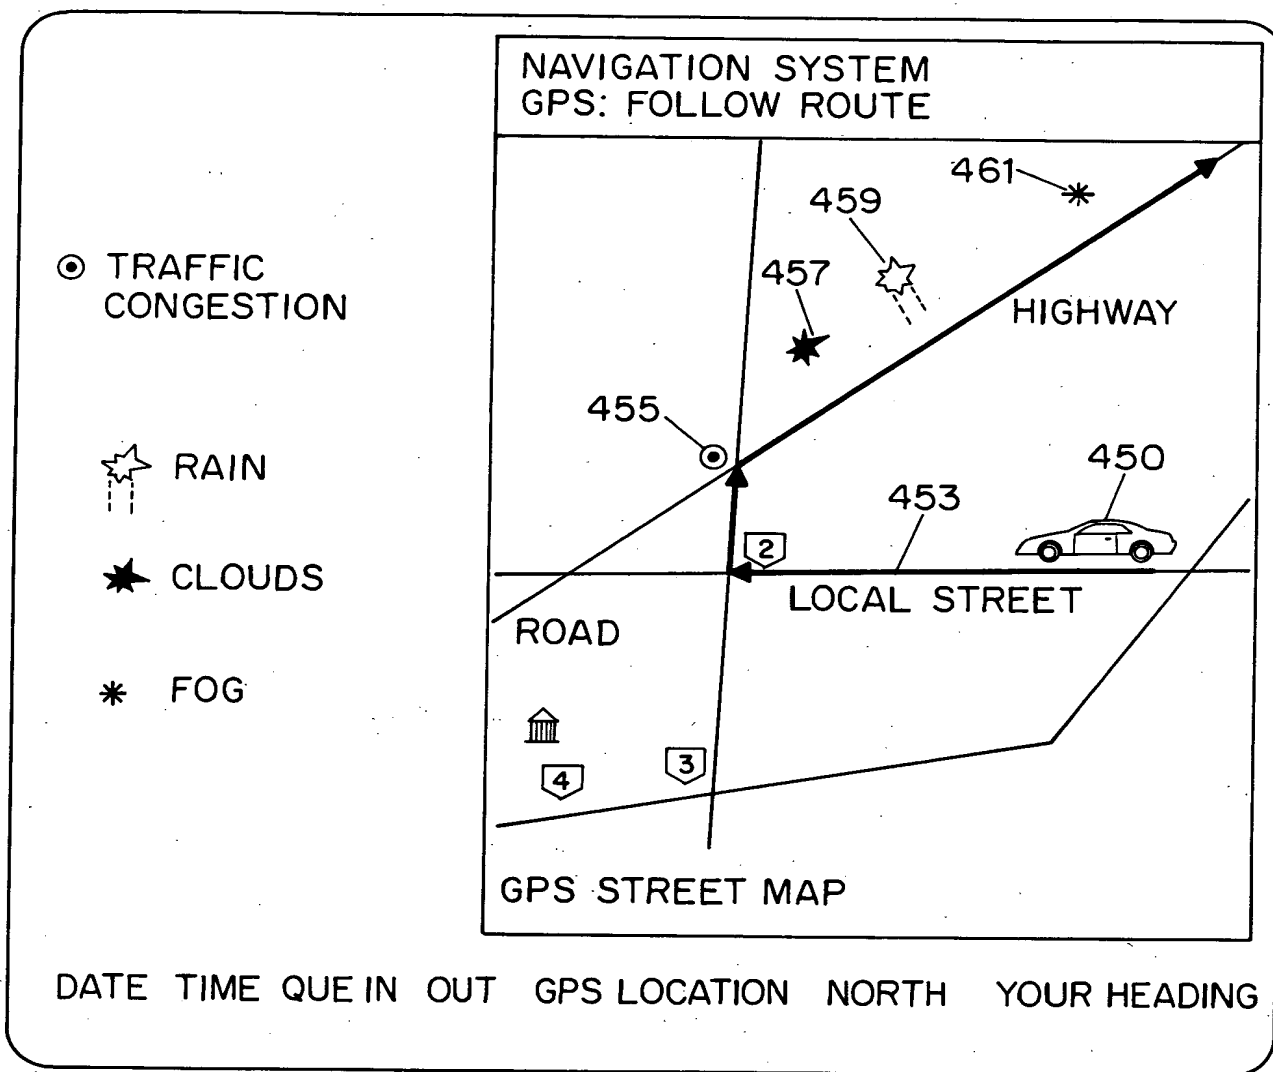 NAVIGATION SYSTEM
GPS: FOLLOW ROUTE
461
459
TRAFFIC
CONGESTION
457
HIGHWAY
455
450
RAIN
453
2
CLOUDS
LOCAL STREET
ROAD
FOG
3
4
GPS STREET MAP
DATE TIME QUE IN OUT GPS LOCATION NORTH YOUR HEADING